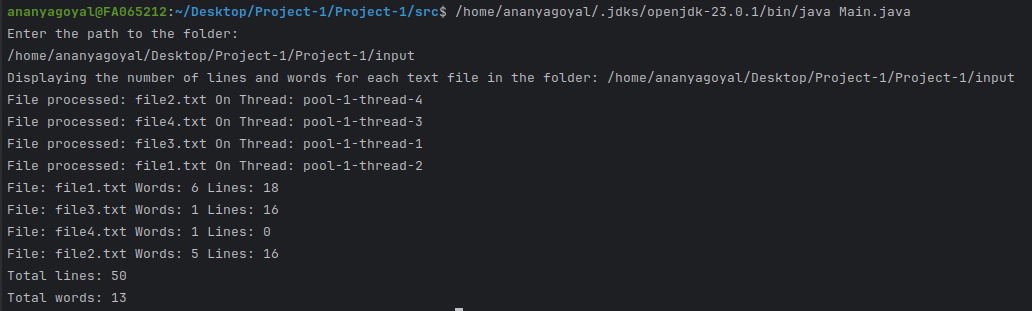 ananyagoyal@FA065212:~/Desktop/Project-1/Project-1/src$ /home/ananyagoyal/.jdks/openjdk-23.0.1/bin/java Main.java
Enter the path to the folder:
/home/ananyagoyal/Desktop/Project-1/Project-1/input
Displaying the number of lines and words for each text file in the folder: /home/ananyagoyal/Desktop/Project-1/Project-1/input
File processed: file2.txt On Thread: pool-1-thread-4
File processed: file4.txt On Thread: pool-1-thread-3
File processed: file3.txt On Thread: pool-1-thread-1
File processed: file1.txt On Thread: pool-1-thread-2
File: file1.txt Words: 6 Lines: 18
File: file3.txt Words: 1 Lines: 16
File: file4.txt Words: 1 Lines: 0
File: file2.txt Words: 5 Lines: 16
Total lines: 50
Total words: 13